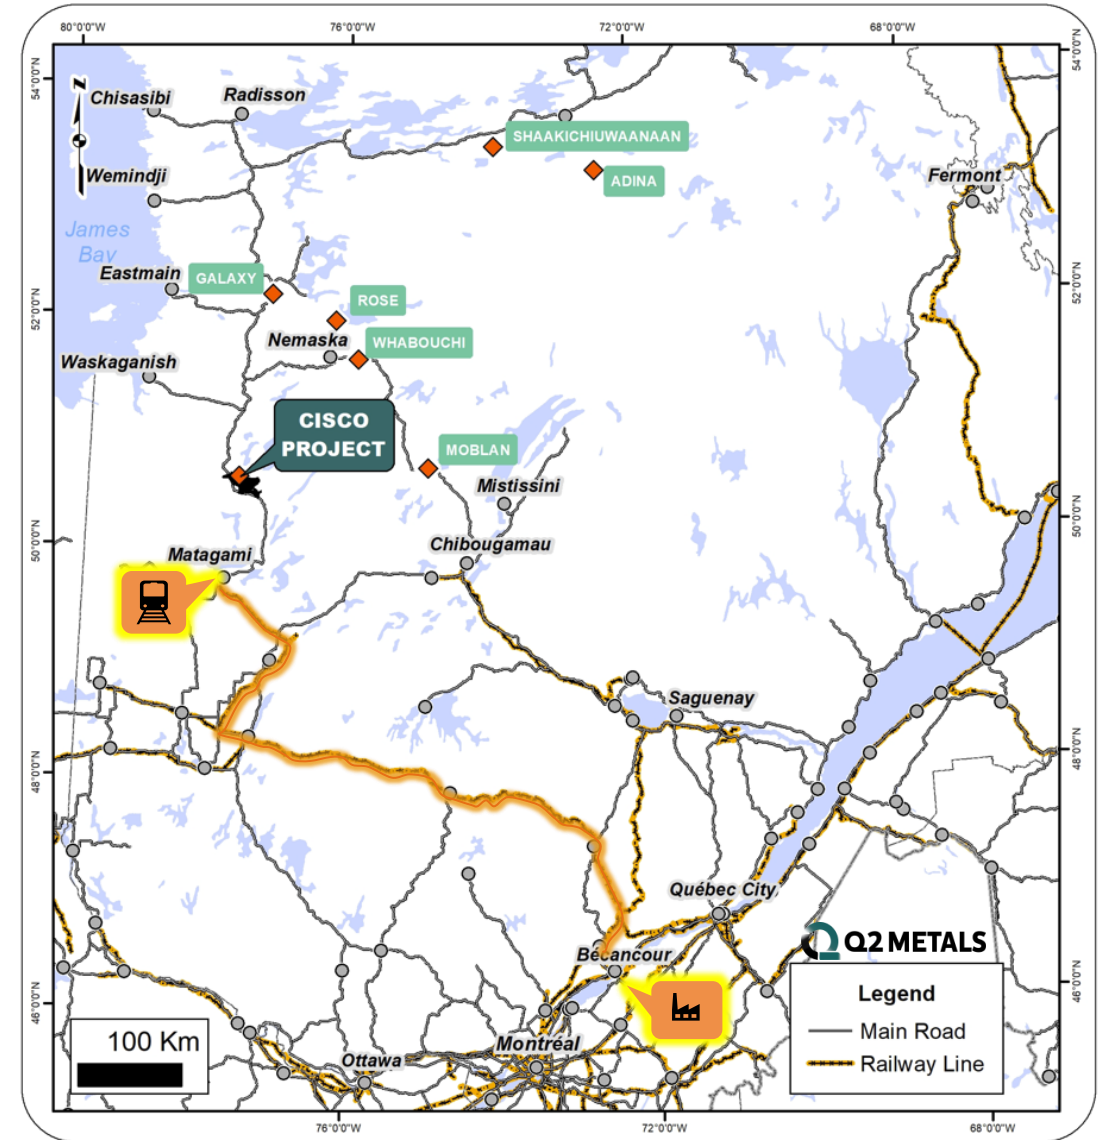 80°0'0"W
76°0'0"W
72°0'0"W
68°0'0"W
54°0'0"N
54°0'0"N
Z
Chisasibi
Radisson
SHAAKICHIUWAANAAN
ADINA
Wemindji
Fermont
James
Bay
Eastmain
GALAXY
ROSE
52°0'0"N
52°0'0"N
Nemaska
WHABOUCHI
Waskaganish
CISCO
PROJECT
MOBLAN
Mistissini
50°0'0"N
50°0'0"N
Matagami
Chibougamau
Saguenay
48°0'0"N
48°0'0"N
Québec City
Q2 METALS
Bécancour
46°0'0"N
46°0'0"N
Legend
Main Road
Railway Line
100 Km
Montréal
Ottawa
76°0'0"W
72°0'0"W
68°0'0"W